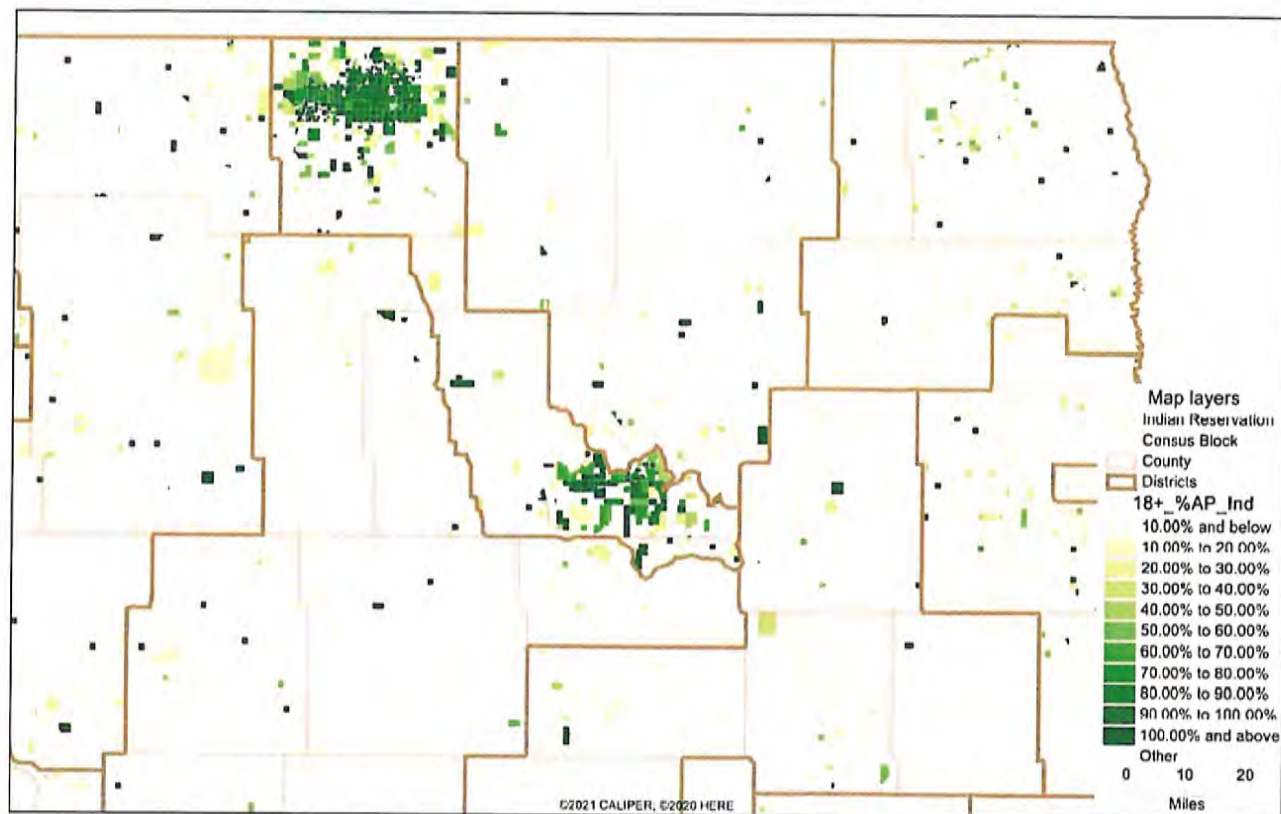 Map layers
Indian Reservation
Census Block
County
Districts
18+_%AP_Ind
10.00% and below
10.00% to 20.00%
20.00% to 30.00%
30.00% to 40.00%
40.00% to 50.00%
50.00% to 60.00%
60.00% to 70.00%
70.00% to 80.00%
80.00% to 90.00%
90.00% to 100.00%
100.00% and above
Other
0 10 20
Miles
©2021 CALIPER; ©2020 HERE